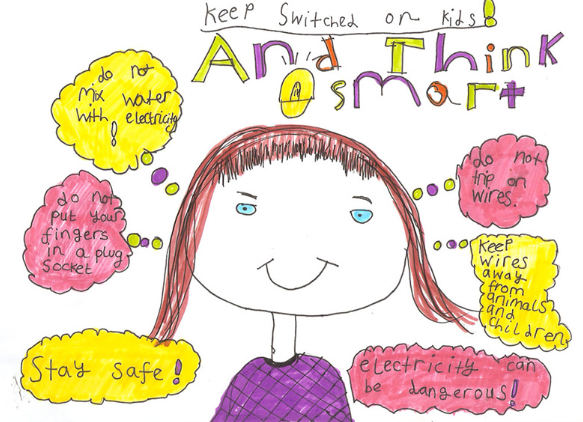 Keep Switched on kids!
And Think
smart
do not
Mix water
with electricity
!
do not
trip on
wires.
do not
put your
fingers
in a plug
socket
Keep
wires
away
from
animals
and
children
Stay safe!
electricity can
be dangerous!